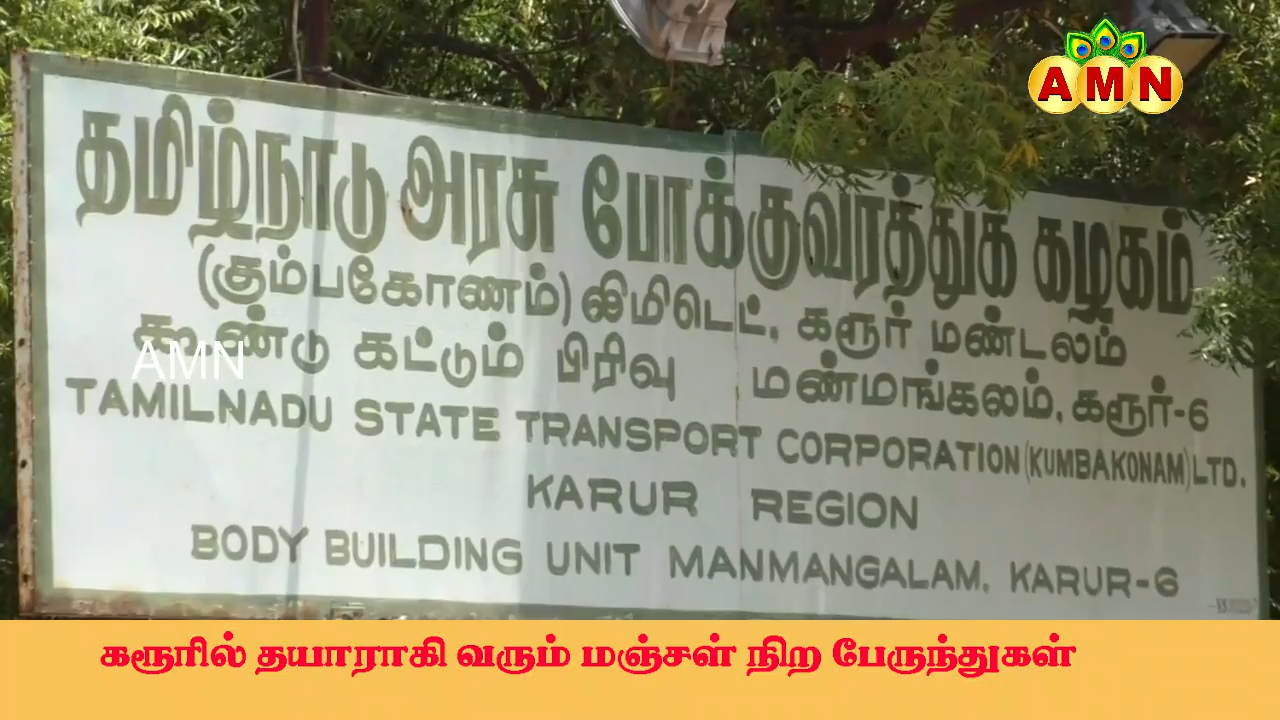 AMN
தமிழ்நாடு அரசு போக்குவரத்துக் கழகம்
(கும்பகோணம்) லிமிடெட், கரூர் மண்டலம்
கூண்டு கட்டும் பிரிவு மண்மங்கலம், கரூர்-6
AMN
TAMILNADU STATE TRANSPORT CORPORATION (KUMBAKONAM) LTD.
KARUR REGION
BODY BUILDING UNIT MANMANGALAM, KARUR-6
கரூரில் தயாராகி வரும் மஞ்சள் நிற பேருந்துகள்